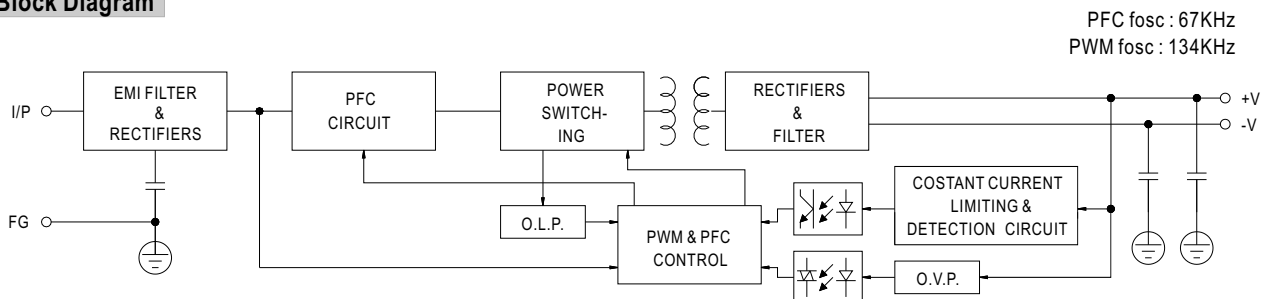 Block Diagram
PFC fosc : 67KHz
PWM fosc : 134KHz
I/P
EMI FILTER
&
RECTIFIERS
PFC
CIRCUIT
POWER
SWITCH-
ING
RECTIFIERS
&
FILTER
+V
-V
FG
O.L.P.
PWM & PFC
CONTROL
COSTANT CURRENT
LIMITING &
DETECTION CIRCUIT
O.V.P.